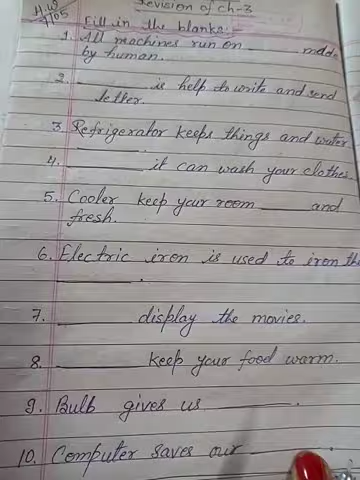 H.W
7/05
Revision of ch-3
Fill in the blanks:-
1. All machines run on ______ made
by human.
2. ______ is help to write and send
letter.
3. Refrigerator keeps things and water
______.
4. ______ it can wash your clothes.
5. Cooler keep your room ______ and
fresh.
6. Electric iron is used to iron the
______.
7. ______ display the movies.
8. ______ keep your food warm.
9. Bulb gives us ______.
10. Computer saves our ______.